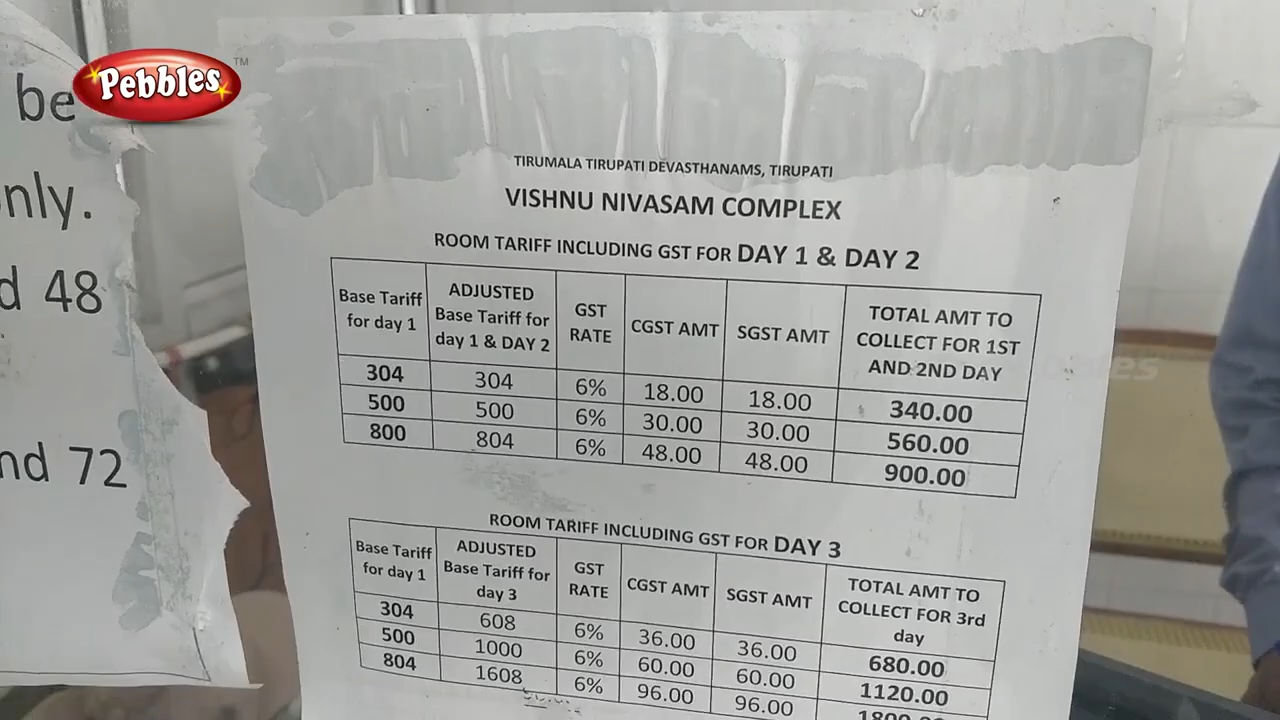 Pebbles™
be
nly.
d 48
nd 72
TIRUMALA TIRUPATI DEVASTHANAMS, TIRUPATI
VISHNU NIVASAM COMPLEX
ROOM TARIFF INCLUDING GST FOR DAY 1 & DAY 2
Base Tariff for day 1 | ADJUSTED Base Tariff for day 1 & DAY 2 | GST RATE | CGST AMT | SGST AMT | TOTAL AMT TO COLLECT FOR 1ST AND 2ND DAY
304 | 304 | 6% | 18.00 | 18.00 | 340.00
500 | 500 | 6% | 30.00 | 30.00 | 560.00
800 | 804 | 6% | 48.00 | 48.00 | 900.00
ROOM TARIFF INCLUDING GST FOR DAY 3
Base Tariff for day 1 | ADJUSTED Base Tariff for day 3 | GST RATE | CGST AMT | SGST AMT | TOTAL AMT TO COLLECT FOR 3rd day
304 | 608 | 6% | 36.00 | 36.00 | 680.00
500 | 1000 | 6% | 60.00 | 60.00 | 1120.00
804 | 1608 | 6% | 96.00 | 96.00